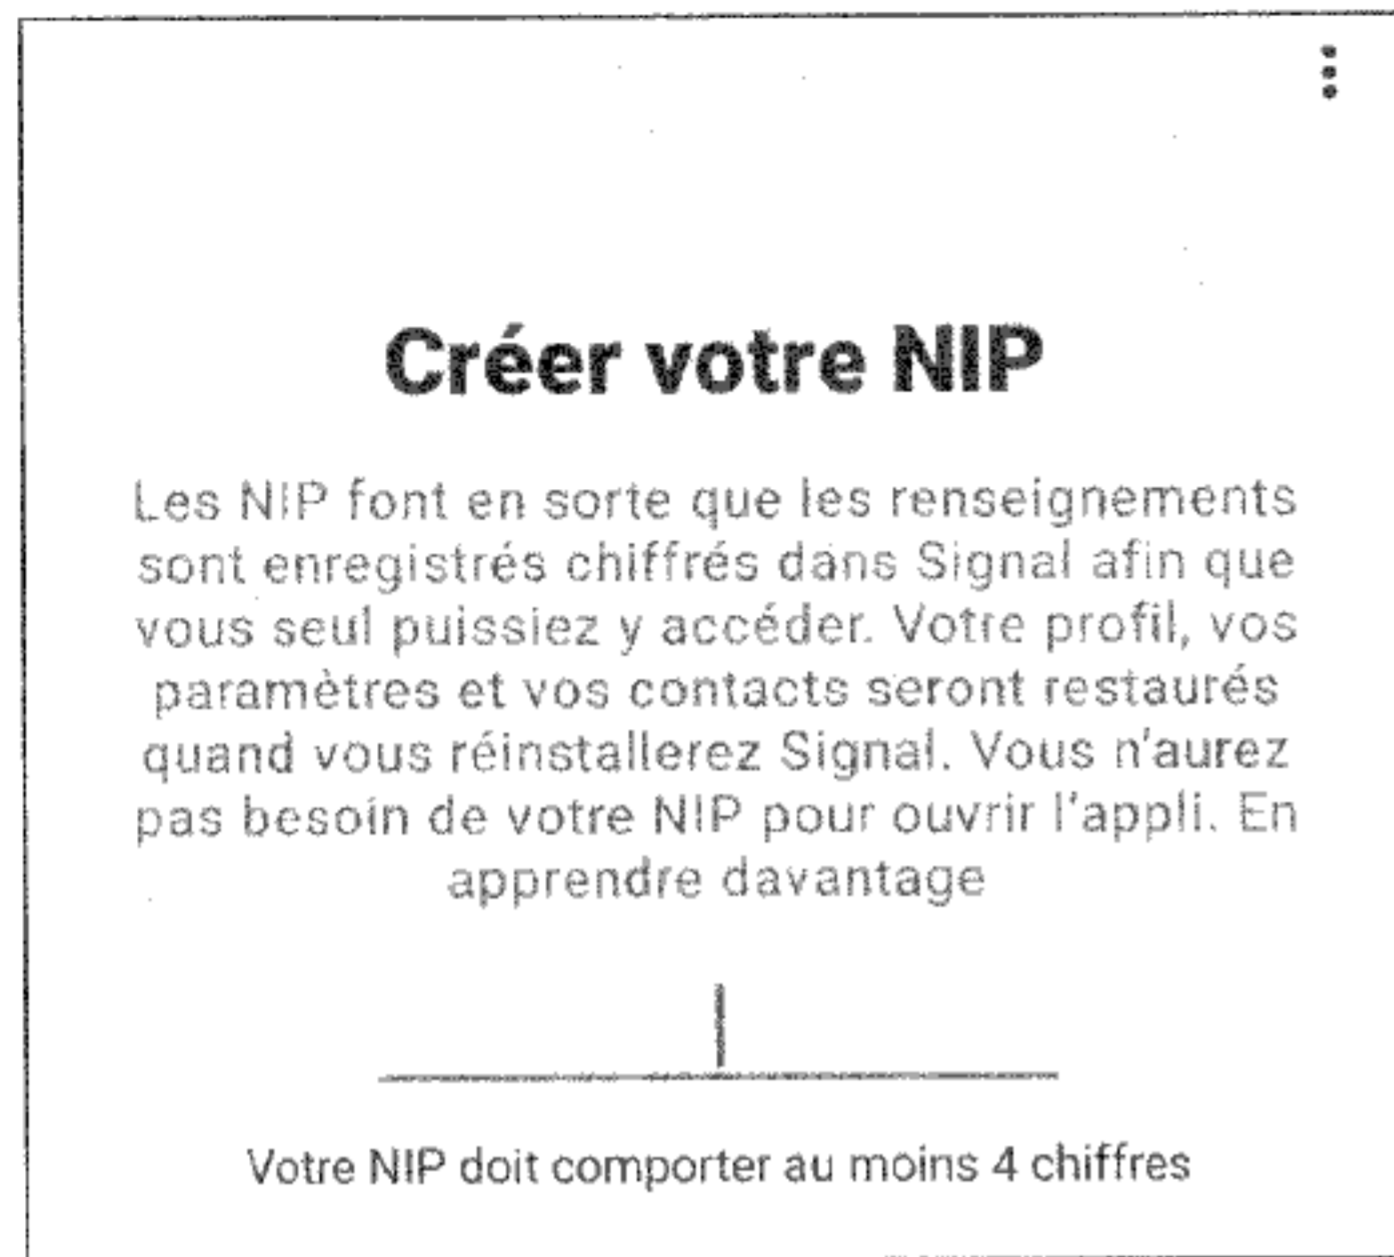 Créer votre NIP
Les NIP font en sorte que les renseignements
sont enregistrés chiffrés dans Signal afin que
vous seul puissiez y accéder. Votre profil, vos
paramètres et vos contacts seront restaurés
quand vous réinstallerez Signal. Vous n'aurez
pas besoin de votre NIP pour ouvrir l'appli. En
apprendre davantage
Votre NIP doit comporter au moins 4 chiffres